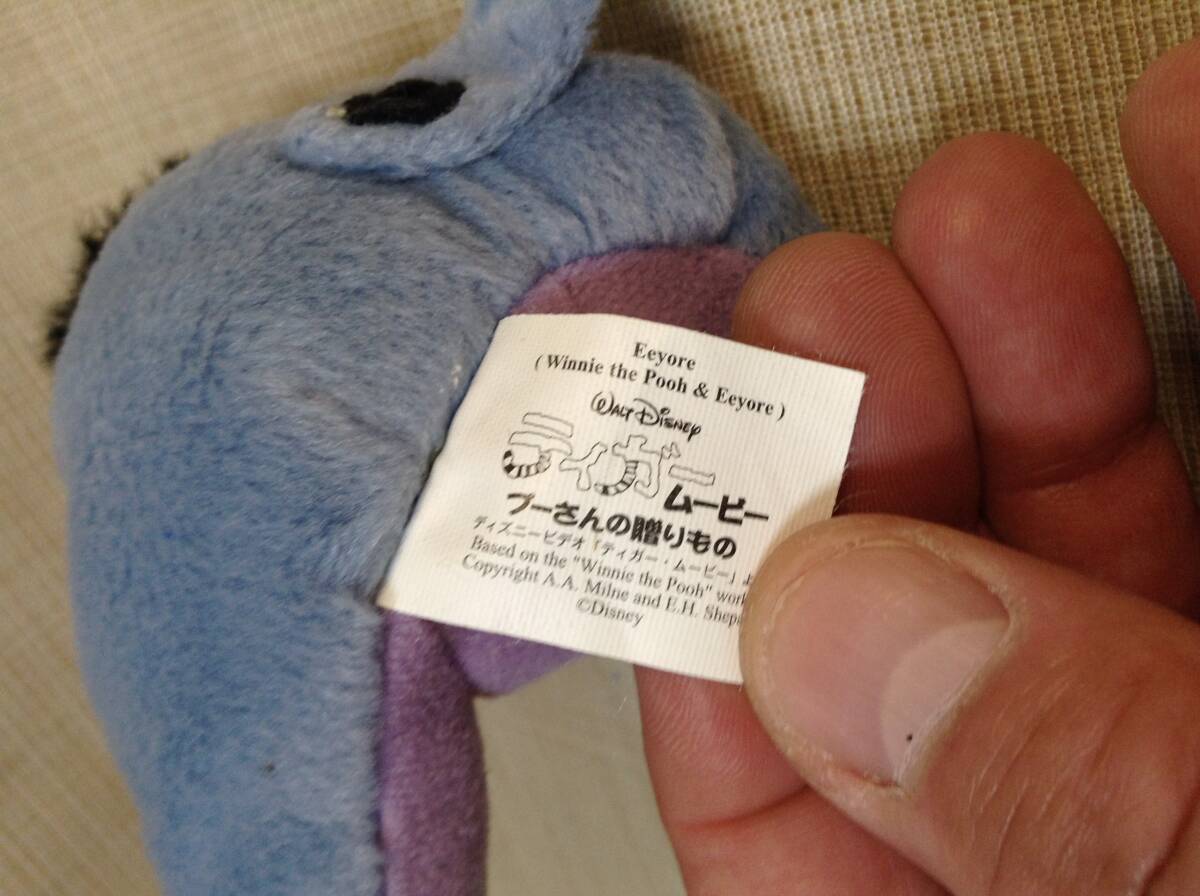 Eeyore
( Winnie the Pooh & Eeyore )
WALT DISNEY
ティガー
ムービー
プーさんの贈りもの
ディズニービデオ「ティガー・ムービー」よ
Based on the "Winnie the Pooh"
Copyright A.A. Milne and E.H.
©Disney